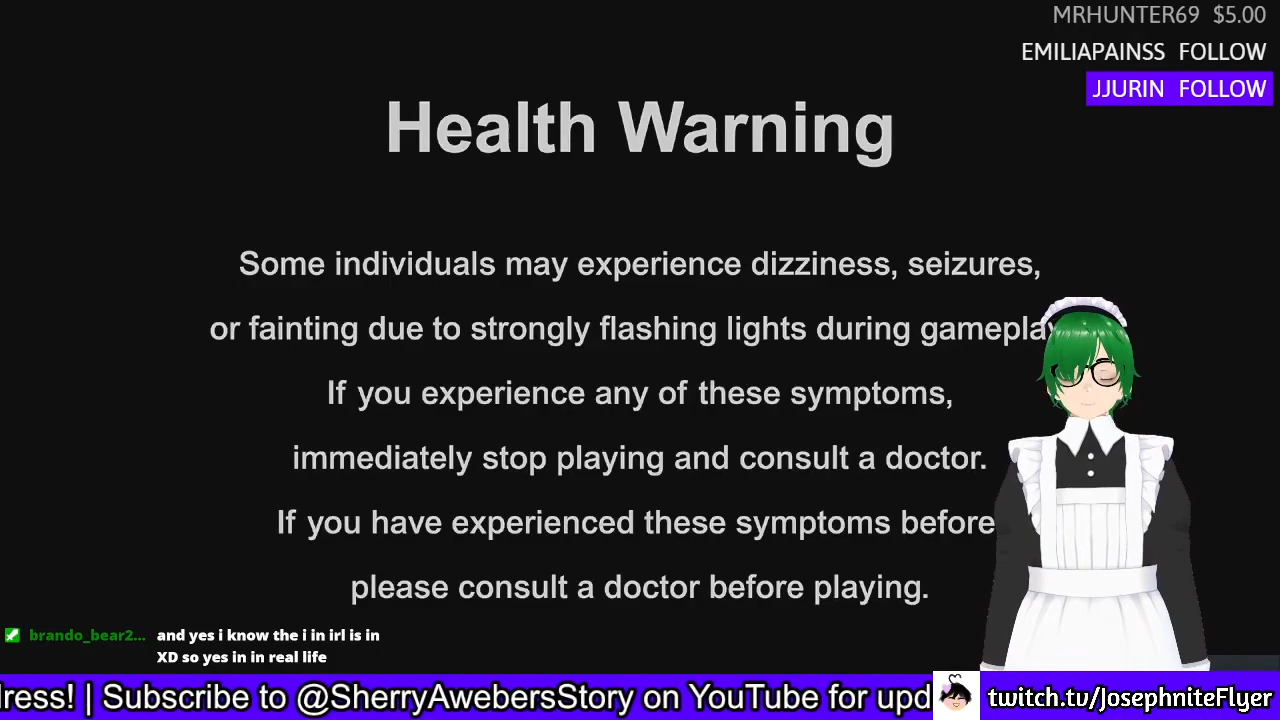 MRHUNTER69 $5.00
EMILIAPAINSS FOLLOW
JJURIN FOLLOW
Health Warning
Some individuals may experience dizziness, seizures,
or fainting due to strongly flashing lights during gameplay
If you experience any of these symptoms,
immediately stop playing and consult a doctor.
If you have experienced these symptoms before
please consult a doctor before playing.
brando_bear2... and yes i know the i in irl is in
XD so yes in in real life
dress! | Subscribe to @SherryAwebersStory on YouTube for upd
twitch.tv/JosephniteFlyer